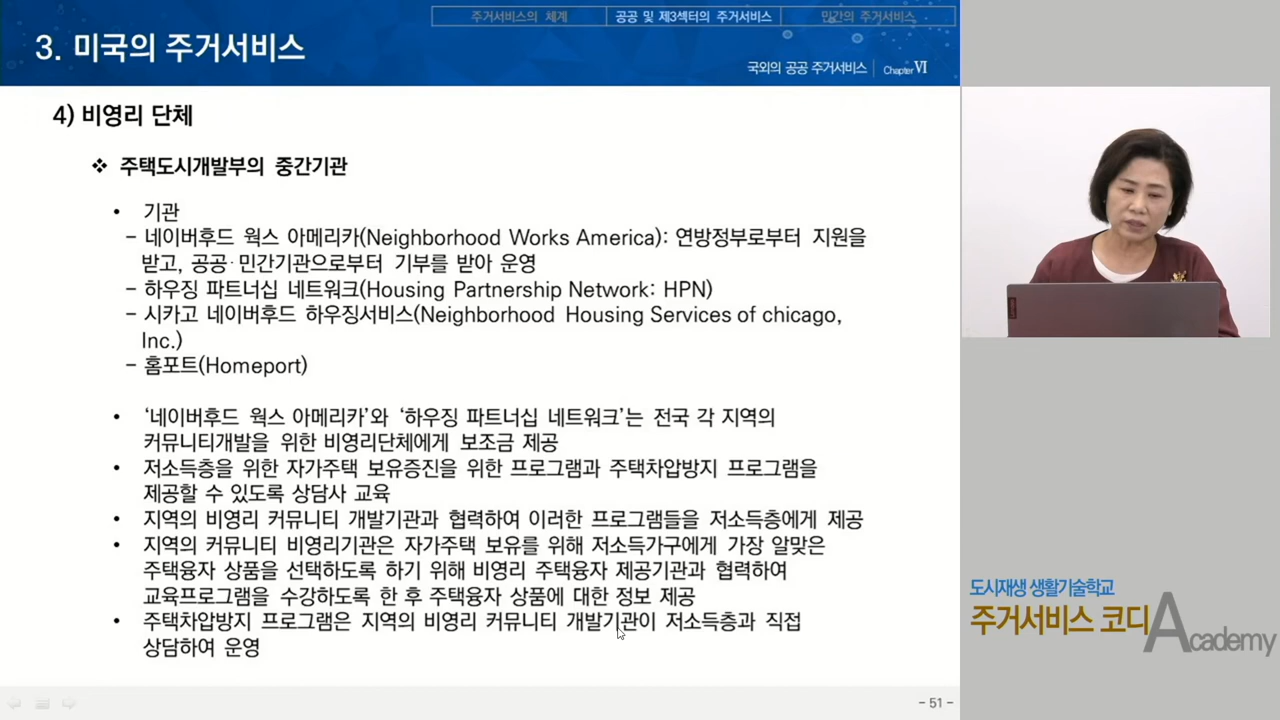 주거서비스의 체계
공공 및 제3섹터의 주거서비스
민간의 주거서비스
3. 미국의 주거서비스
국외의 공공 주거서비스 | Chapter Ⅵ
4) 비영리 단체
❖ 주택도시개발부의 중간기관
• 기관
– 네이버후드 웍스 아메리카(Neighborhood Works America): 연방정부로부터 지원을
받고, 공공·민간기관으로부터 기부를 받아 운영
– 하우징 파트너십 네트워크(Housing Partnership Network: HPN)
– 시카고 네이버후드 하우징서비스(Neighborhood Housing Services of chicago,
Inc.)
– 홈포트(Homeport)
• ‘네이버후드 웍스 아메리카’와 ‘하우징 파트너십 네트워크’는 전국 각 지역의
커뮤니티개발을 위한 비영리단체에게 보조금 제공
• 저소득층을 위한 자가주택 보유증진을 위한 프로그램과 주택차압방지 프로그램을
제공할 수 있도록 상담사 교육
• 지역의 비영리 커뮤니티 개발기관과 협력하여 이러한 프로그램들을 저소득층에게 제공
• 지역의 커뮤니티 비영리기관은 자가주택 보유를 위해 저소득가구에게 가장 알맞은
주택융자 상품을 선택하도록 하기 위해 비영리 주택융자 제공기관과 협력하여
교육프로그램을 수강하도록 한 후 주택융자 상품에 대한 정보 제공
• 주택차압방지 프로그램은 지역의 비영리 커뮤니티 개발기관이 저소득층과 직접
상담하여 운영
- 51 -
도시재생 생활기술학교
주거서비스 코디 Academy